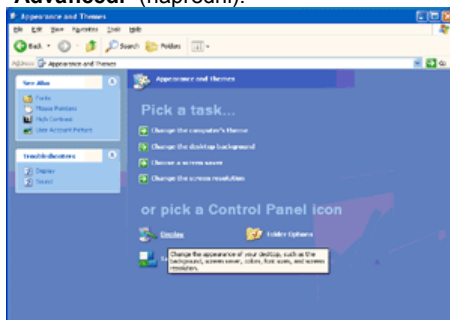 "Advanced." (napredni).
Appearance and Themes
File Edit View Favorites Tools Help
Back Search Folders
Address Appearance and Themes Go
See Also
Fonts
Mouse Pointers
High Contrast
User Account Picture
Troubleshooters
Display
Sound
Appearance and Themes
Pick a task...
Change the computer's theme
Change the desktop background
Choose a screen saver
Change the screen resolution
or pick a Control Panel icon
Display Folder Options
Change the appearance of your desktop, such as the
background, screen saver, colors, font sizes, and screen
resolution.